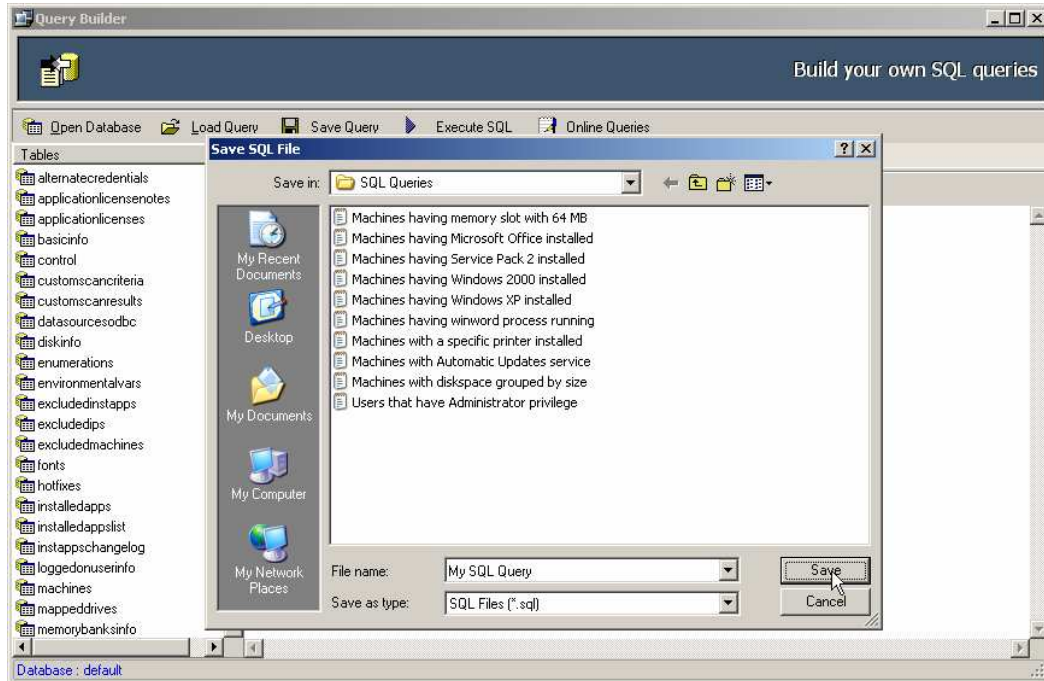 Query Builder
Build your own SQL queries
Open Database Load Query Save Query Execute SQL Online Queries
Tables
alternatecredentials
applicationlicensenotes
applicationlicenses
basicinfo
control
customscancriteria
customscanresults
datasourcesodbc
diskinfo
enumerations
environmentalvars
excludedinstapps
excludedips
excludedmachines
fonts
hotfixes
installedapps
installedappslist
instappschangelog
loggedonuserinfo
machines
mappeddrives
memorybanksinfo
Save SQL File
Save in: SQL Queries
My Recent Documents
Desktop
My Documents
My Computer
My Network Places
Machines having memory slot with 64 MB
Machines having Microsoft Office installed
Machines having Service Pack 2 installed
Machines having Windows 2000 installed
Machines having Windows XP installed
Machines having winword process running
Machines with a specific printer installed
Machines with Automatic Updates service
Machines with diskspace grouped by size
Users that have Administrator privilege
File name: My SQL Query Save
Save as type: SQL Files (*.sql) Cancel
Database : default